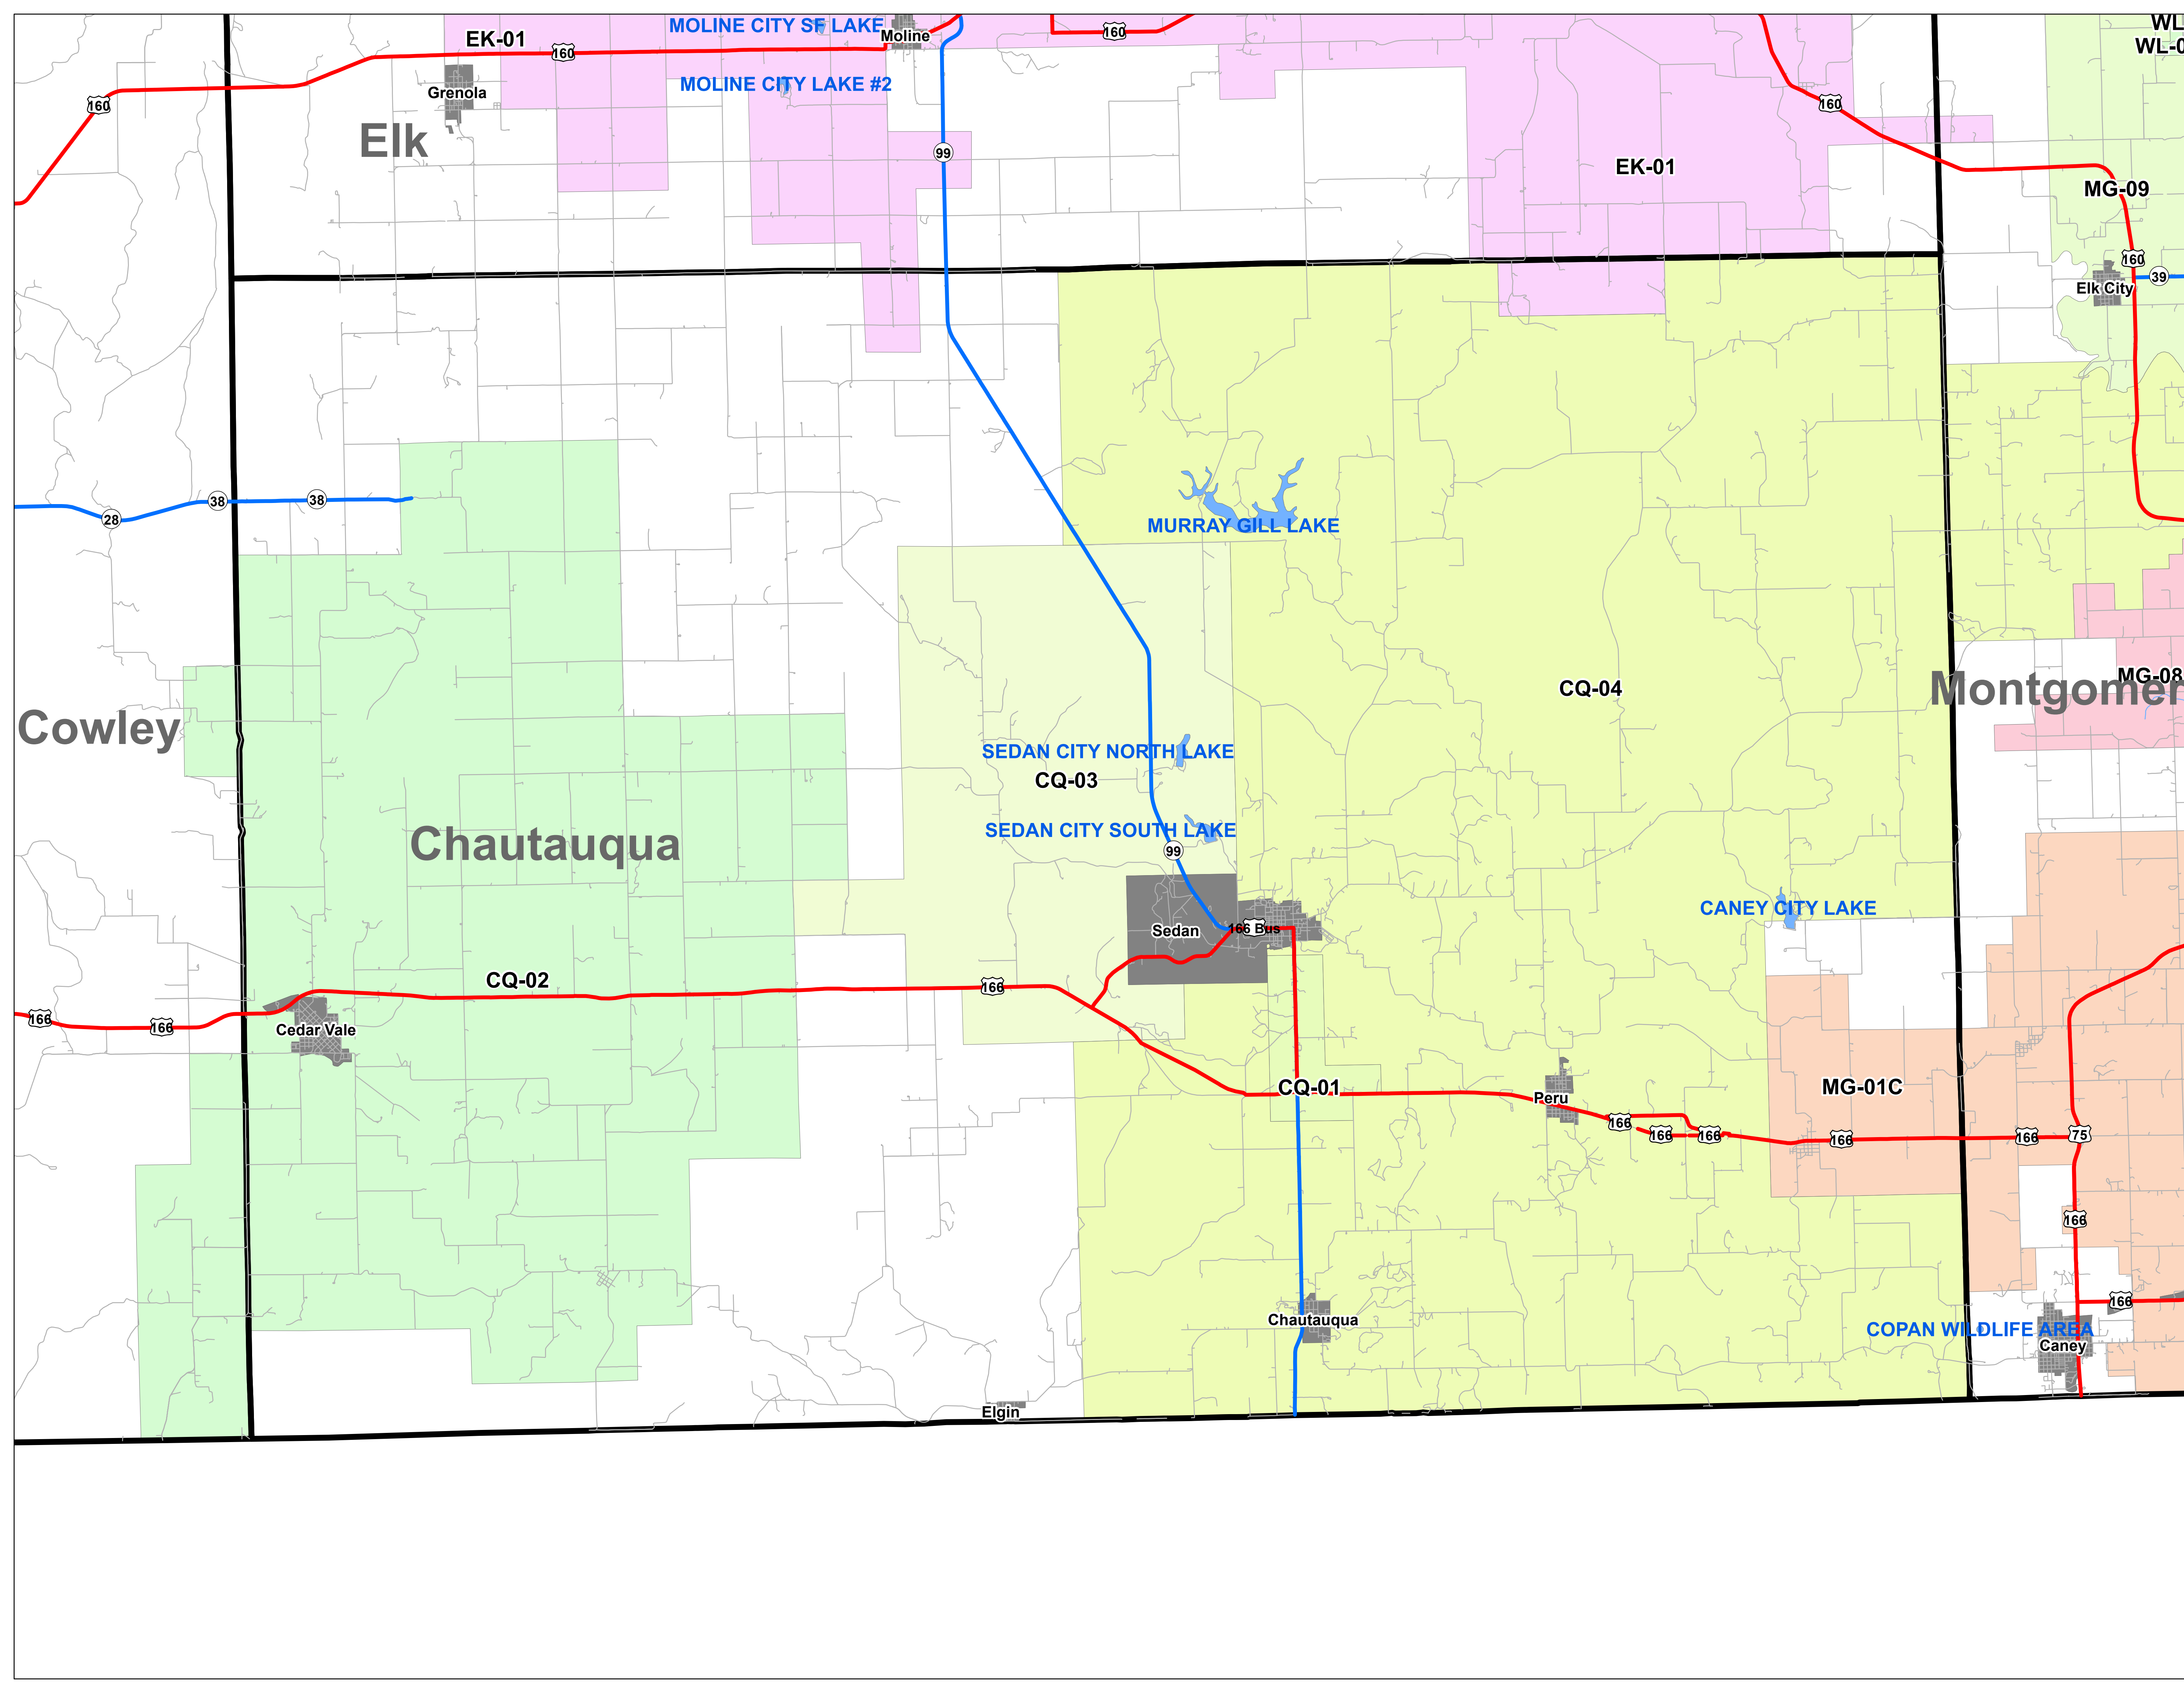 MOLINE CITY SF LAKE
WL
EK-01
Moline
160
WL-0
160
MOLINE CITY LAKE #2
Grenola
160
160
Elk
99
EK-01
MG-09
160
39
Elk City
38
38
28
MURRAY GILL LAKE
CQ-04
MG-08
Montgomer
Cowley
SEDAN CITY NORTH LAKE
CQ-03
SEDAN CITY SOUTH LAKE
Chautauqua
99
CANEY CITY LAKE
Sedan
166 Bus
CQ-02
166
166
166
Cedar Vale
CQ-01
MG-01C
Peru
166
166
166
166
166
75
166
166
Chautauqua
COPAN WILDLIFE AREA
Caney
Elgin